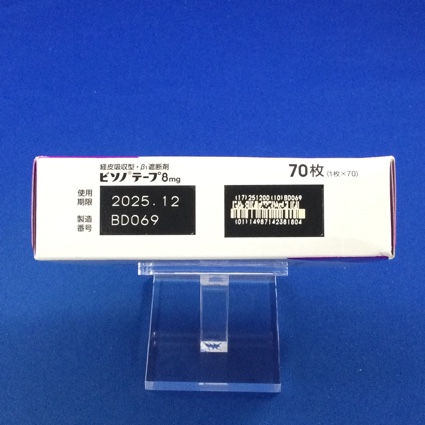 経皮吸収型・β1遮断剤
ビソノテープ8mg
70枚(1枚×70)
使用
期限
2025.12
製造
番号
BD069
(17)251200(10)BD069
(01)14987142381804